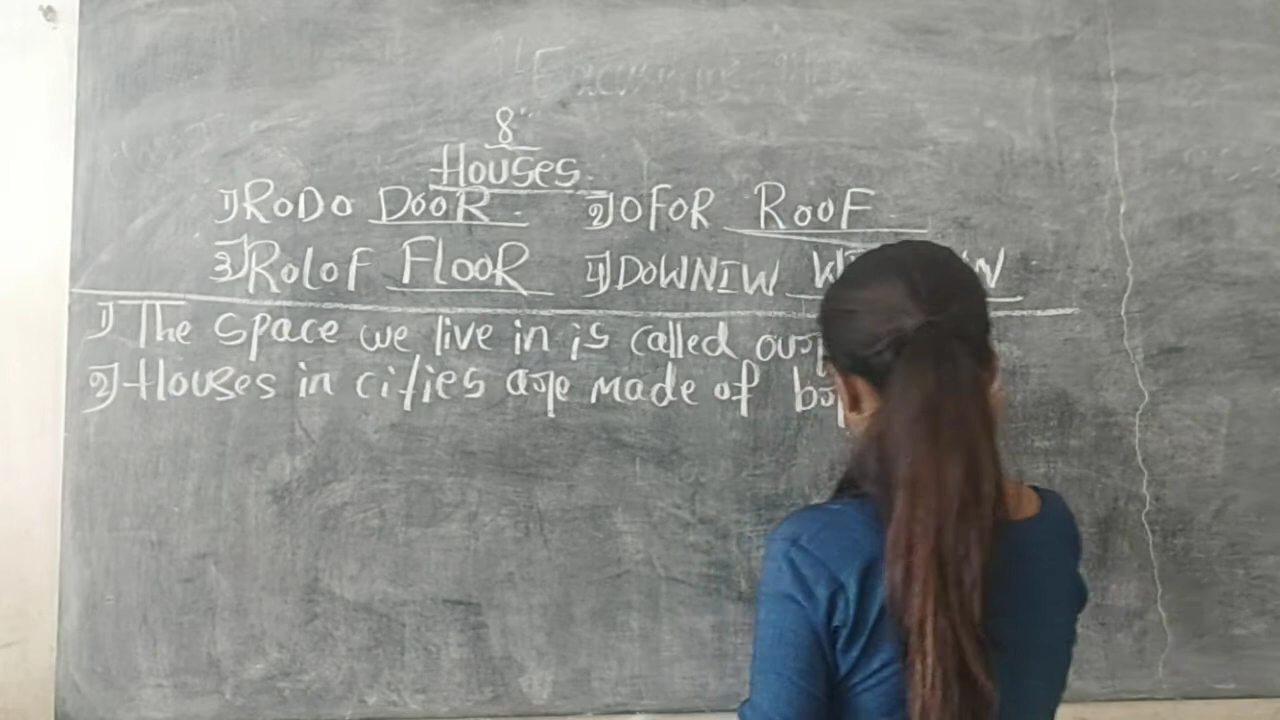 8
Houses.
1) RoDo DooR. 2) OFOR RooF
3) RoloF FlooR 4) DOWNIW
1) The space we live in is called our
2) Houses in cities are made of